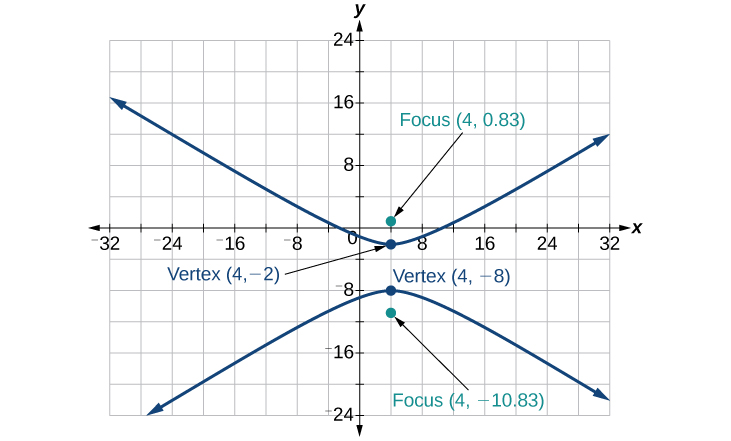 y
24
16
Focus (4, 0.83)
8
x
−32 −24 −16 −8 0 8 16 24 32
Vertex (4,−2)
Vertex (4, −8)
−8
−16
Focus (4, −10.83)
−24